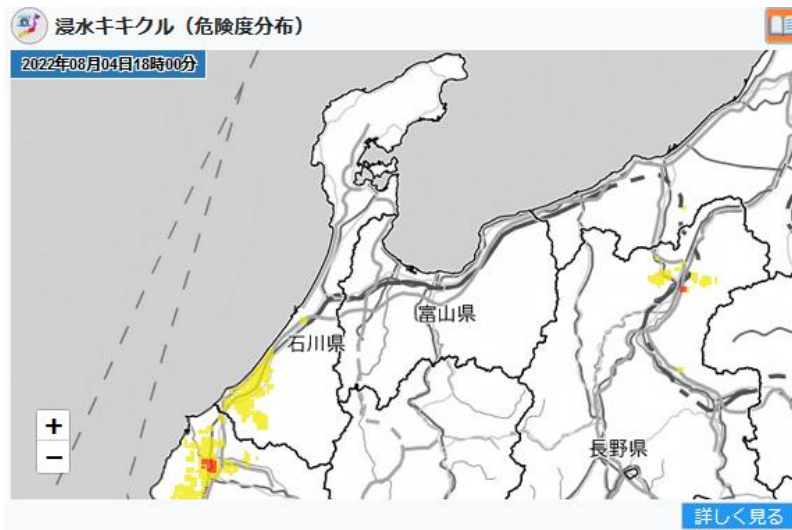 浸水キキクル（危険度分布）
2022年08月04日18時00分
富山県
石川県
長野県
+
−
詳しく見る